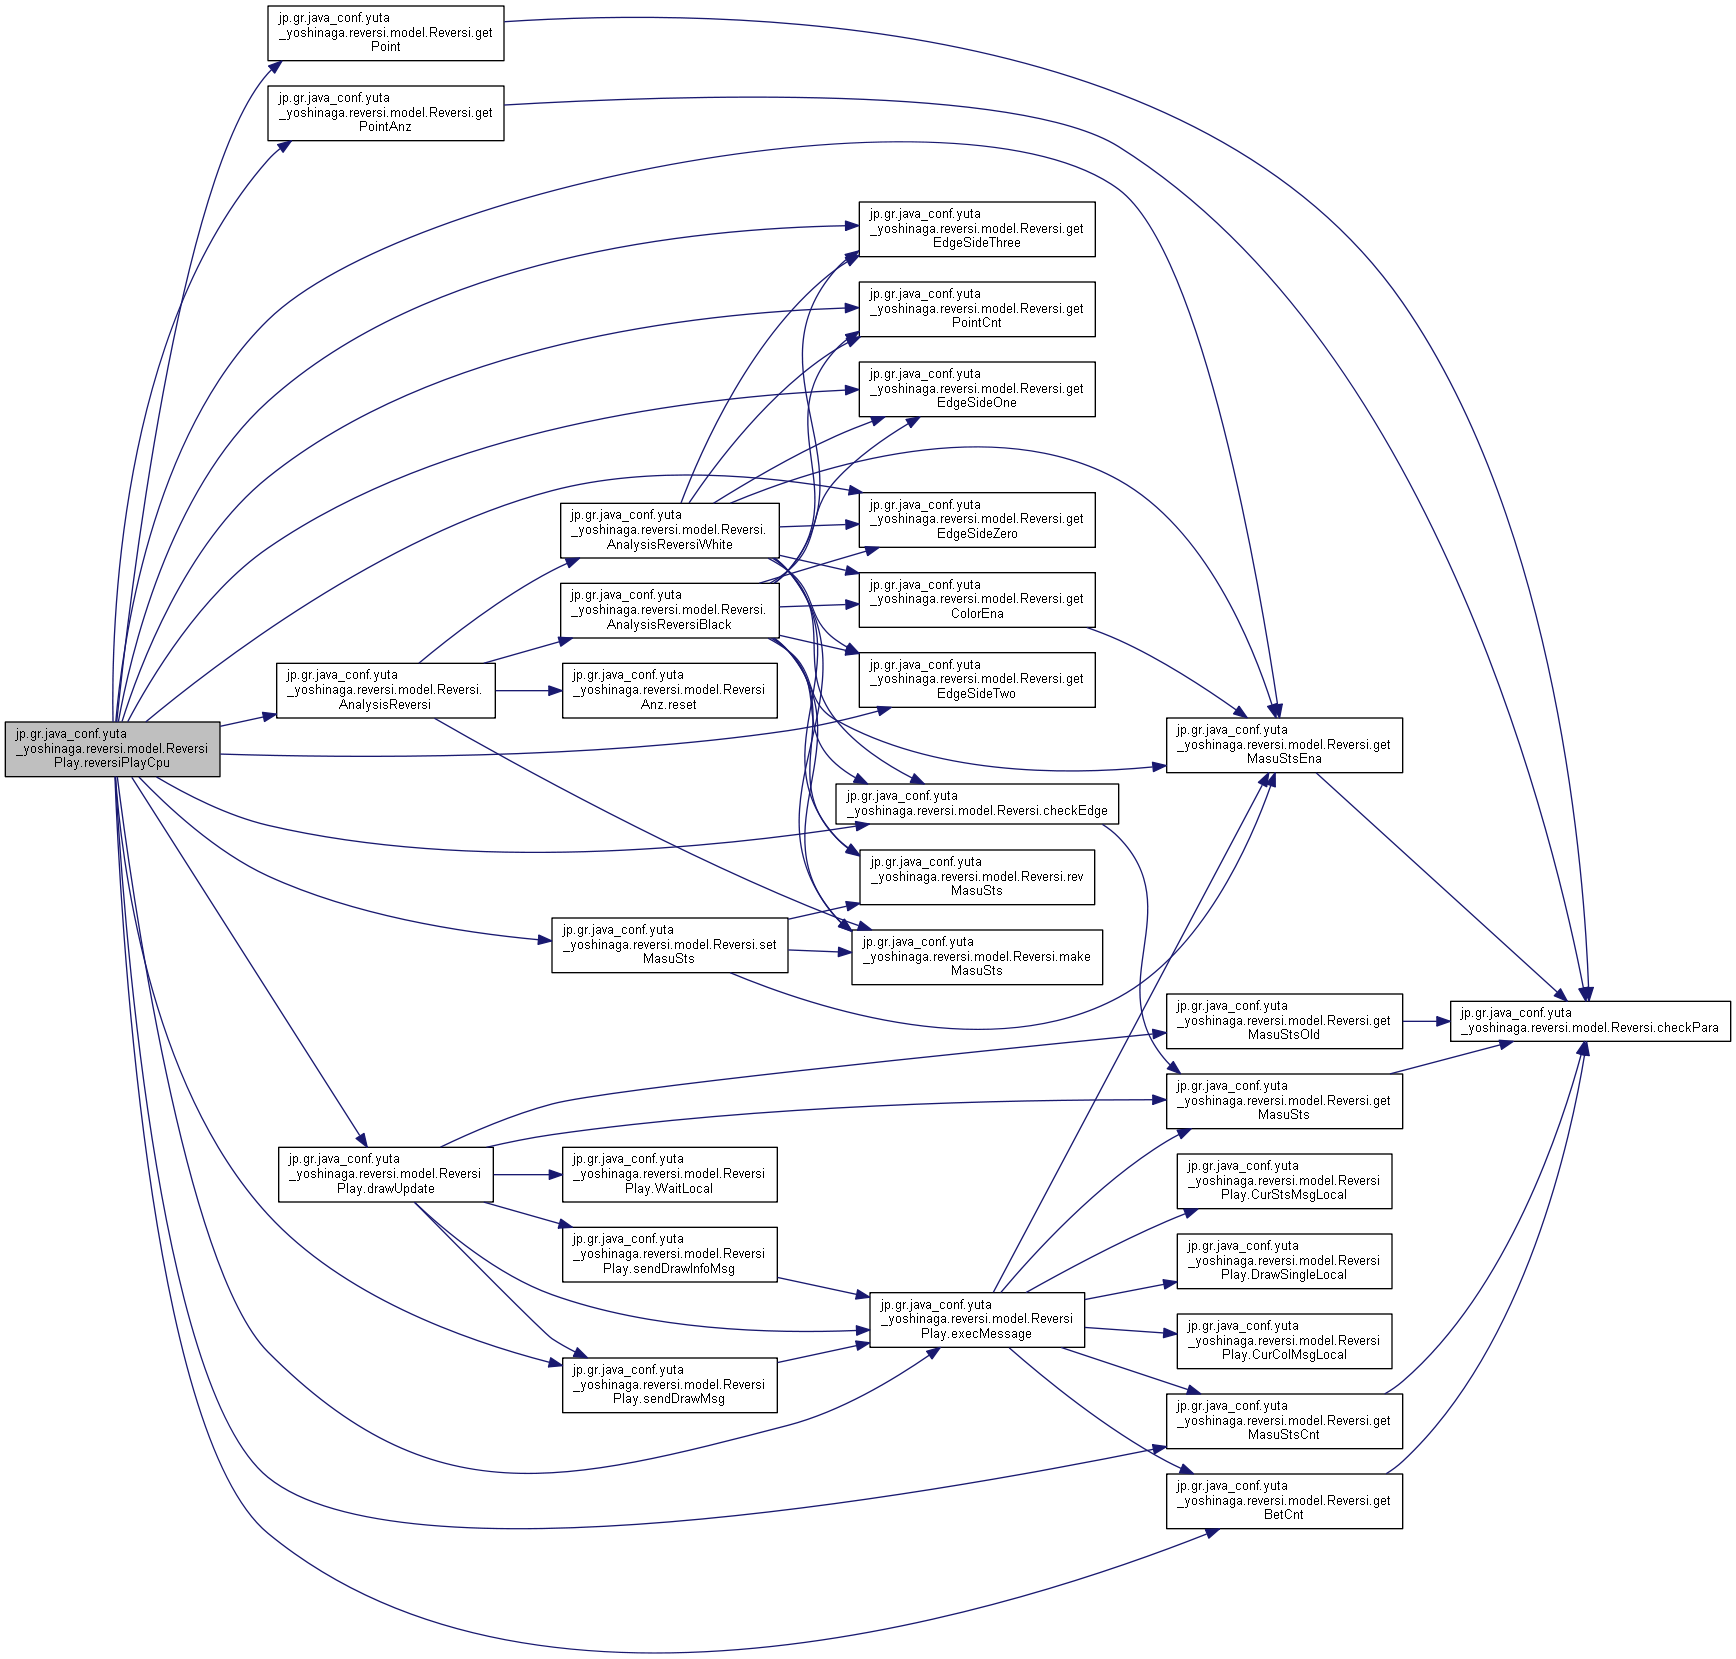 jp.gr.java_conf.yuta
_yoshinaga.reversi.model.Reversi.get
Point
jp.gr.java_conf.yuta
_yoshinaga.reversi.model.Reversi.get
PointAnz
jp.gr.java_conf.yuta
_yoshinaga.reversi.model.Reversi.get
EdgeSideThree
jp.gr.java_conf.yuta
_yoshinaga.reversi.model.Reversi.get
PointCnt
jp.gr.java_conf.yuta
_yoshinaga.reversi.model.Reversi.get
EdgeSideOne
jp.gr.java_conf.yuta
_yoshinaga.reversi.model.Reversi.get
EdgeSideZero
jp.gr.java_conf.yuta
_yoshinaga.reversi.model.Reversi.
AnalysisReversiWhite
jp.gr.java_conf.yuta
_yoshinaga.reversi.model.Reversi.get
ColorEna
jp.gr.java_conf.yuta
_yoshinaga.reversi.model.Reversi.
AnalysisReversiBlack
jp.gr.java_conf.yuta
_yoshinaga.reversi.model.Reversi.get
EdgeSideTwo
jp.gr.java_conf.yuta
_yoshinaga.reversi.model.Reversi.
AnalysisReversi
jp.gr.java_conf.yuta
_yoshinaga.reversi.model.Reversi
Anz.reset
jp.gr.java_conf.yuta
_yoshinaga.reversi.model.Reversi
Play.reversiPlayCpu
jp.gr.java_conf.yuta
_yoshinaga.reversi.model.Reversi.get
MasuStsEna
jp.gr.java_conf.yuta
_yoshinaga.reversi.model.Reversi.checkEdge
jp.gr.java_conf.yuta
_yoshinaga.reversi.model.Reversi.rev
MasuSts
jp.gr.java_conf.yuta
_yoshinaga.reversi.model.Reversi.set
MasuSts
jp.gr.java_conf.yuta
_yoshinaga.reversi.model.Reversi.make
MasuSts
jp.gr.java_conf.yuta
_yoshinaga.reversi.model.Reversi.get
MasuStsOld
jp.gr.java_conf.yuta
_yoshinaga.reversi.model.Reversi.checkPara
jp.gr.java_conf.yuta
_yoshinaga.reversi.model.Reversi.get
MasuSts
jp.gr.java_conf.yuta
_yoshinaga.reversi.model.Reversi
Play.drawUpdate
jp.gr.java_conf.yuta
_yoshinaga.reversi.model.Reversi
Play.WaitLocal
jp.gr.java_conf.yuta
_yoshinaga.reversi.model.Reversi
Play.CurStsMsgLocal
jp.gr.java_conf.yuta
_yoshinaga.reversi.model.Reversi
Play.sendDrawInfoMsg
jp.gr.java_conf.yuta
_yoshinaga.reversi.model.Reversi
Play.DrawSingleLocal
jp.gr.java_conf.yuta
_yoshinaga.reversi.model.Reversi
Play.execMessage
jp.gr.java_conf.yuta
_yoshinaga.reversi.model.Reversi
Play.CurColMsgLocal
jp.gr.java_conf.yuta
_yoshinaga.reversi.model.Reversi
Play.sendDrawMsg
jp.gr.java_conf.yuta
_yoshinaga.reversi.model.Reversi.get
MasuStsCnt
jp.gr.java_conf.yuta
_yoshinaga.reversi.model.Reversi.get
BetCnt